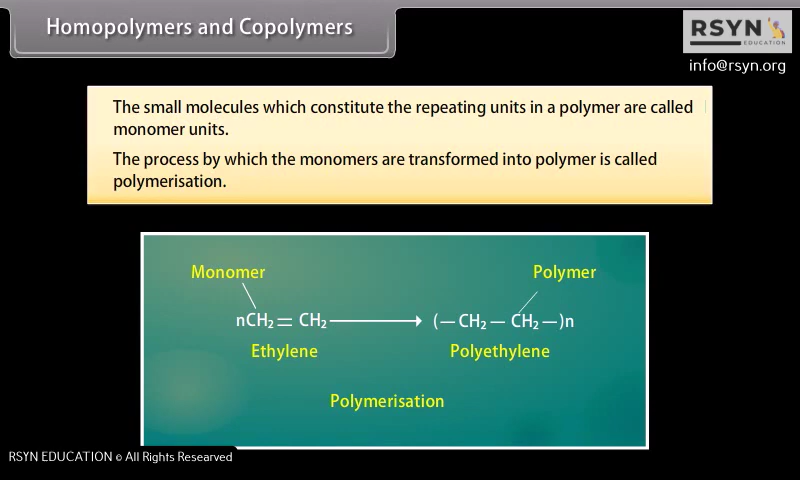 Homopolymers and Copolymers
RSYN
EDUCATION
info@rsyn.org
The small molecules which constitute the repeating units in a polymer are called
monomer units.
The process by which the monomers are transformed into polymer is called
polymerisation.
Monomer Polymer
nCH₂ = CH₂ ⟶ (— CH₂ — CH₂ —)n
Ethylene Polyethylene
Polymerisation
RSYN EDUCATION © All Rights Researved